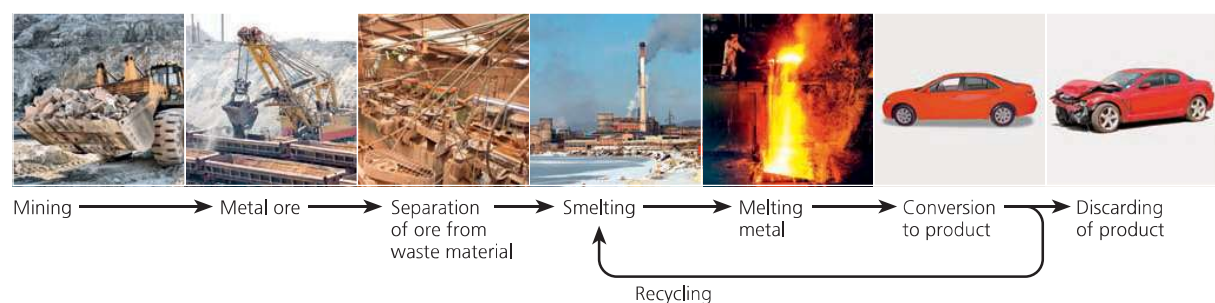 Mining
Metal ore
Separation
of ore from
waste material
Smelting
Melting
metal
Conversion
to product
Discarding
of product
Recycling